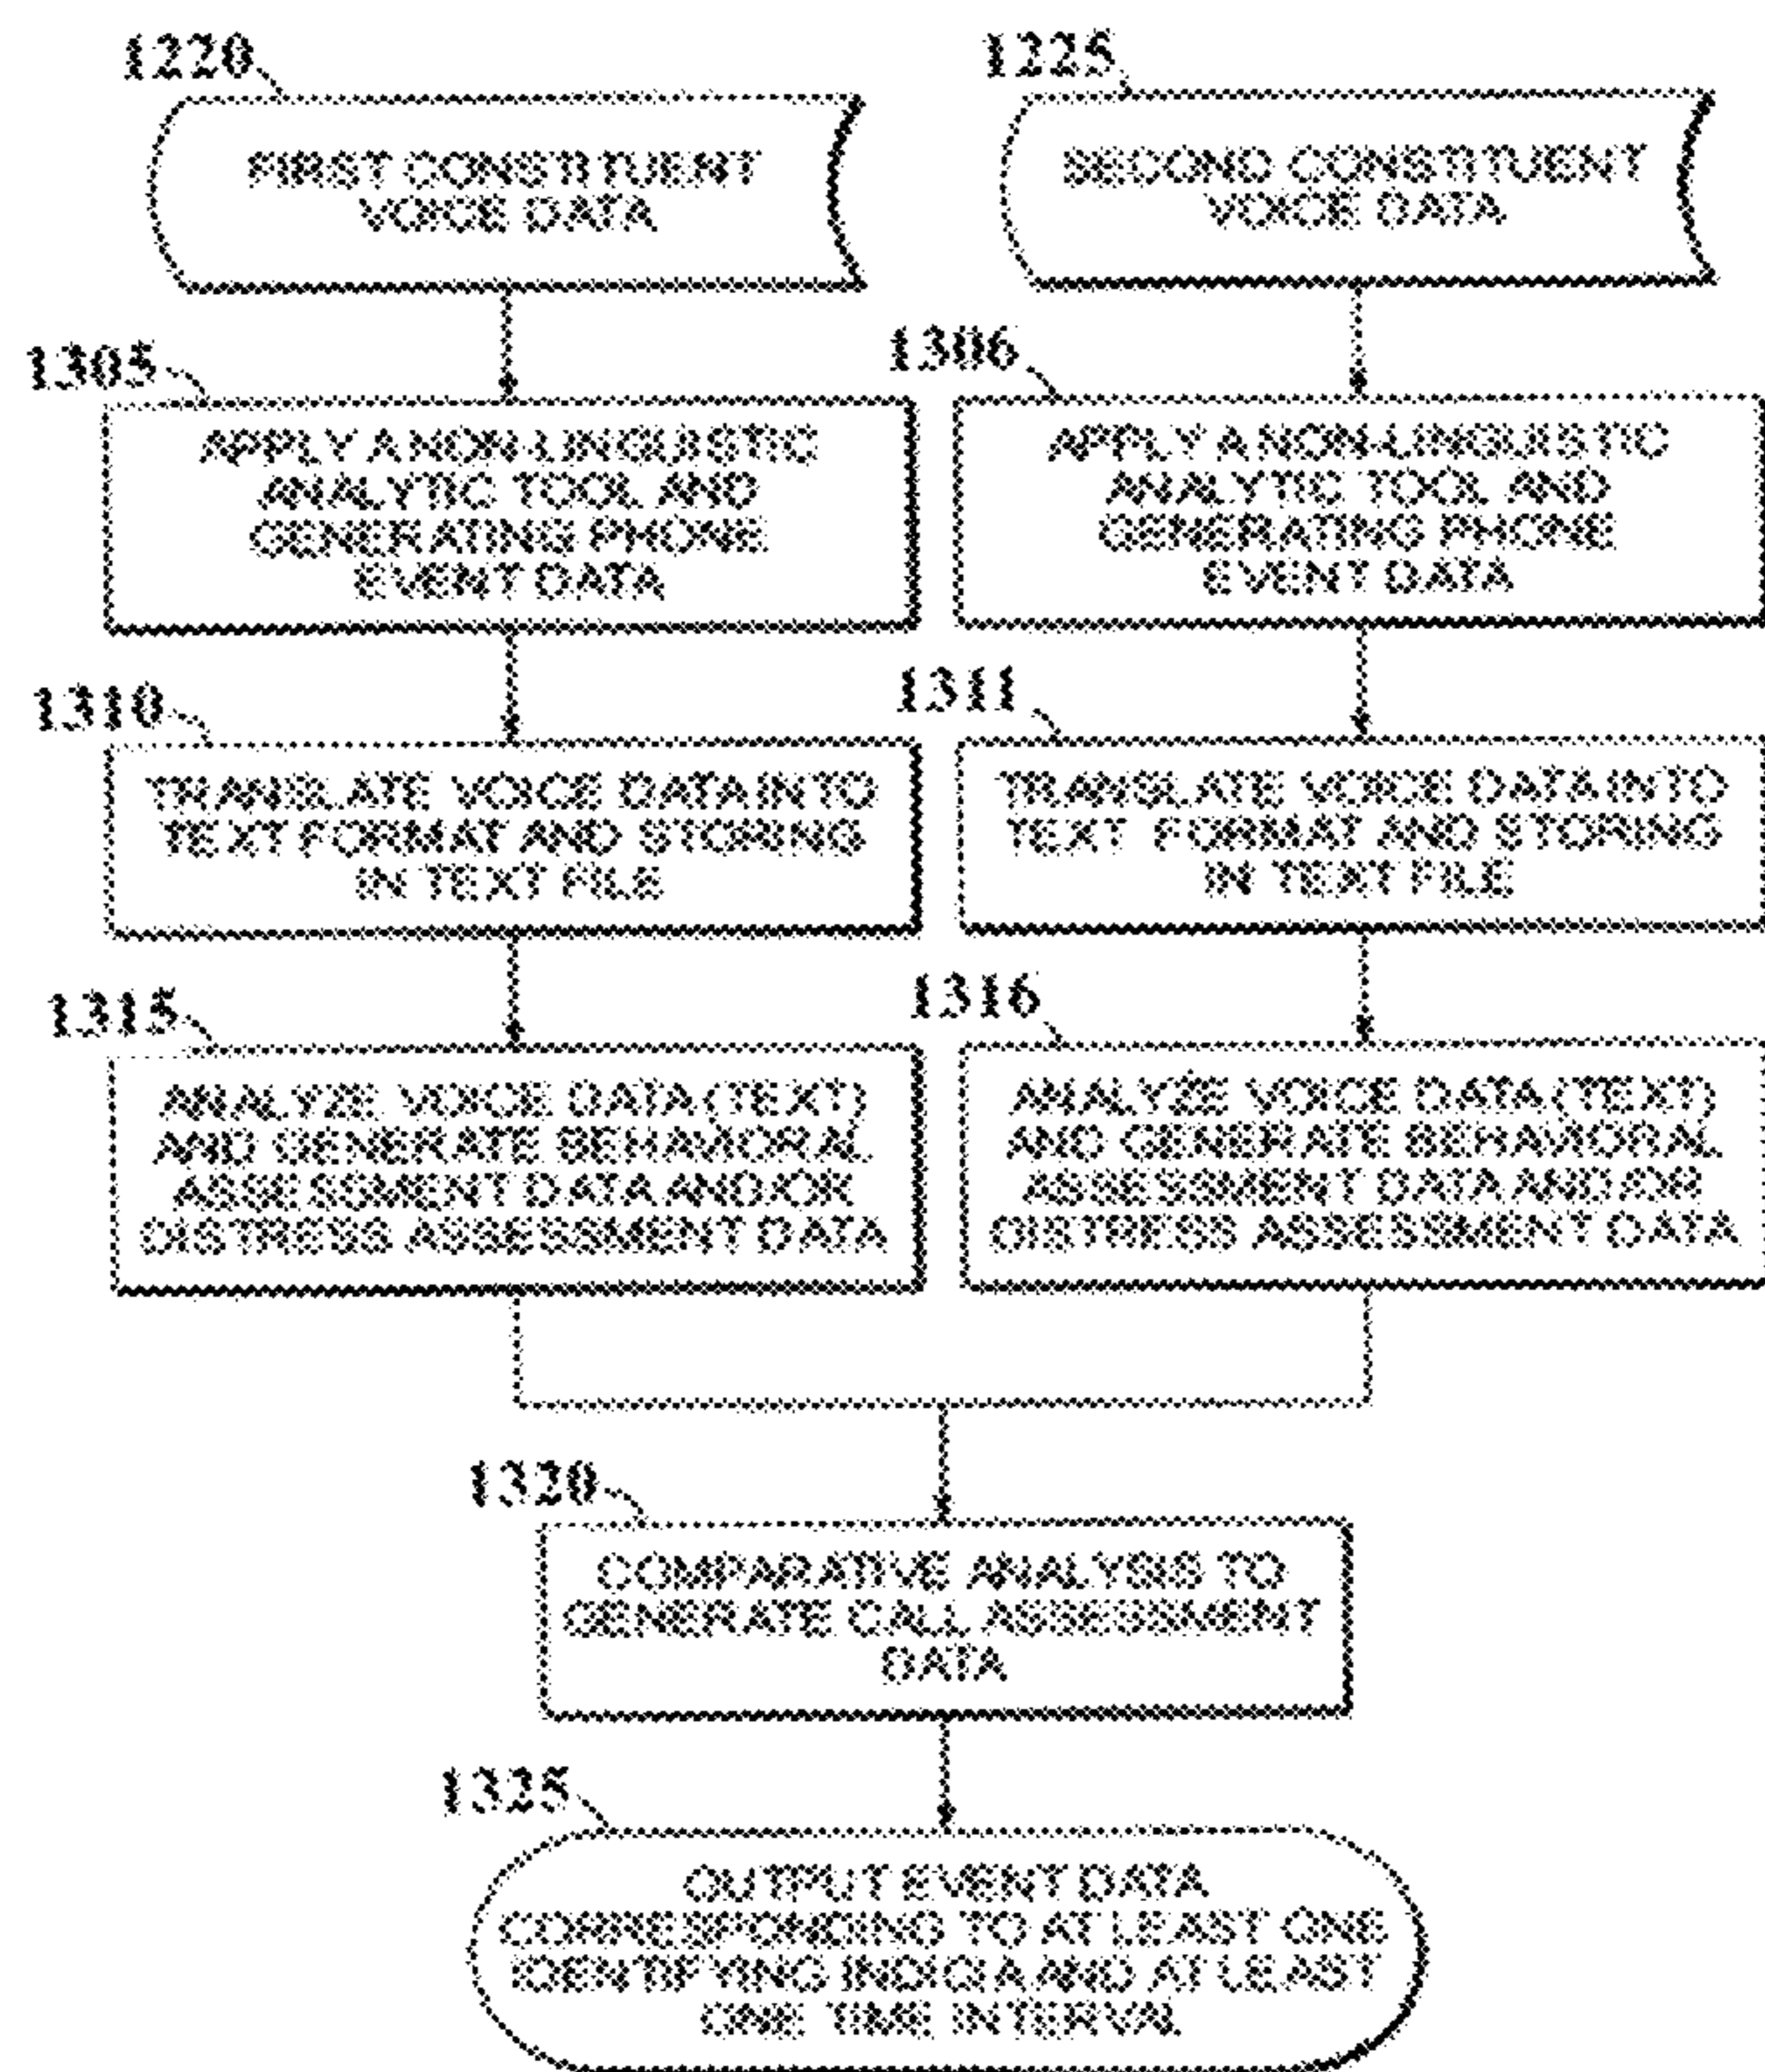 1220
FIRST CONSTITUENT
VOICE DATA
1225
SECOND CONSTITUENT
VOICE DATA
1305
APPLY A NON-LINGUISTIC
ANALYTIC TOOL AND
GENERATING PHONE
EVENT DATA
1306
APPLY A NON-LINGUISTIC
ANALYTIC TOOL AND
GENERATING PHONE
EVENT DATA
1310
TRANSLATE VOICE DATA INTO
TEXT FORMAT AND STORING
IN TEXT FILE
1311
TRANSLATE VOICE DATA INTO
TEXT FORMAT AND STORING
IN TEXT FILE
1315
ANALYZE VOICE DATA (TEXT)
AND GENERATE BEHAVIORAL
ASSESSMENT DATA AND/OR
DISTRESS ASSESSMENT DATA
1316
ANALYZE VOICE DATA (TEXT)
AND GENERATE BEHAVIORAL
ASSESSMENT DATA AND/OR
DISTRESS ASSESSMENT DATA
1320
COMPARATIVE ANALYSIS TO
GENERATE CALL ASSESSMENT
DATA
1325
OUTPUT EVENT DATA
CORRESPONDING TO AT LEAST ONE
IDENTIFYING INDICIA AND AT LEAST
ONE TIME INTERVAL